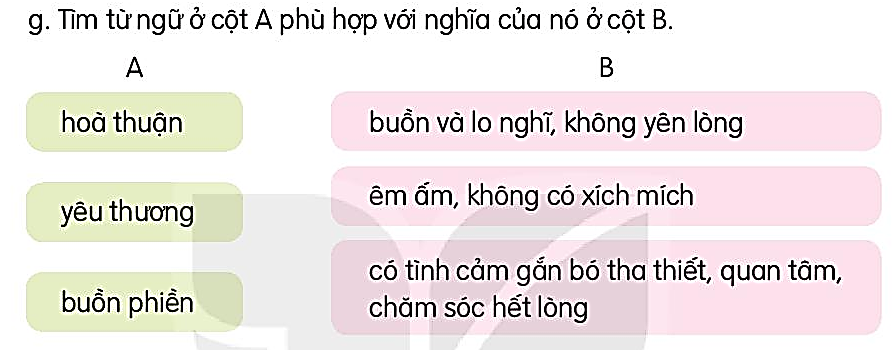 g. Tìm từ ngữ ở cột A phù hợp với nghĩa của nó ở cột B.
A
B
hoà thuận
buồn và lo nghĩ, không yên lòng
yêu thương
êm ấm, không có xích mích
buồn phiền
có tình cảm gắn bó tha thiết, quan tâm,
chăm sóc hết lòng